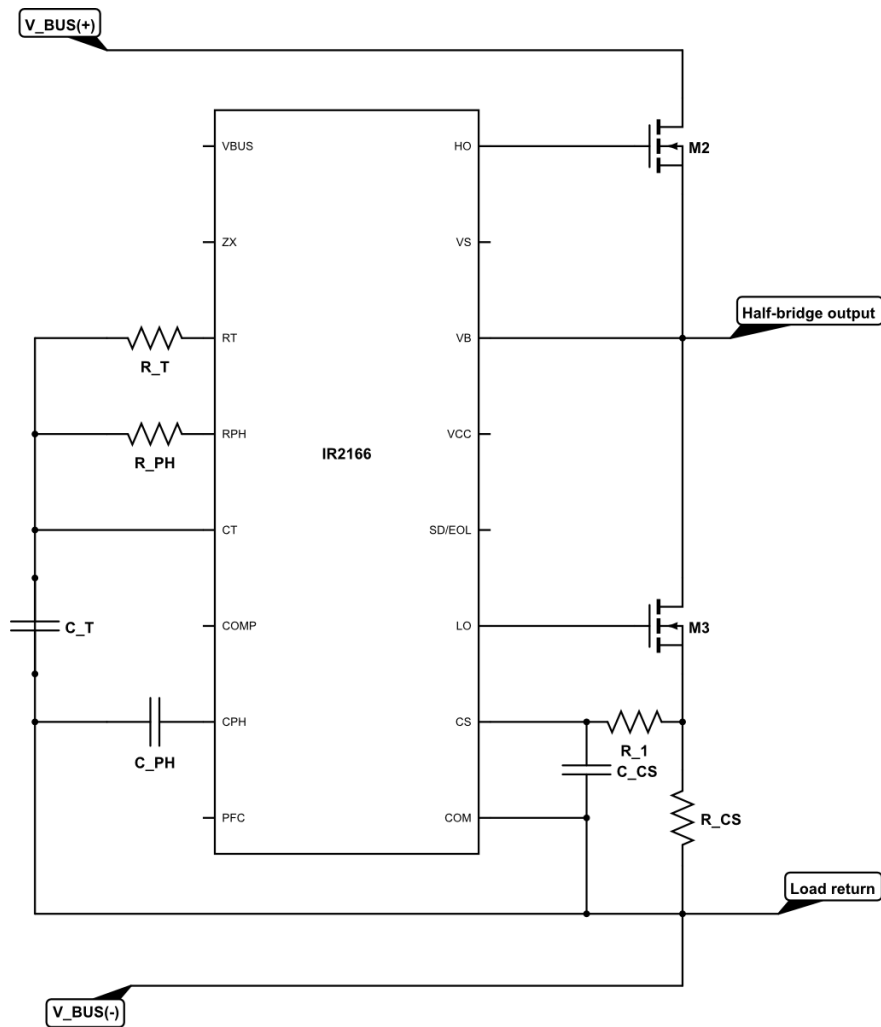 V_BUS(+)
VBUS
HO
M2
ZX
VS
Half-bridge output
RT
VB
R_T
RPH
VCC
R_PH
IR2166
CT
SD/EOL
C_T
COMP
LO
M3
CPH
CS
C_PH
R_1
C_CS
PFC
COM
R_CS
Load return
V_BUS(-)